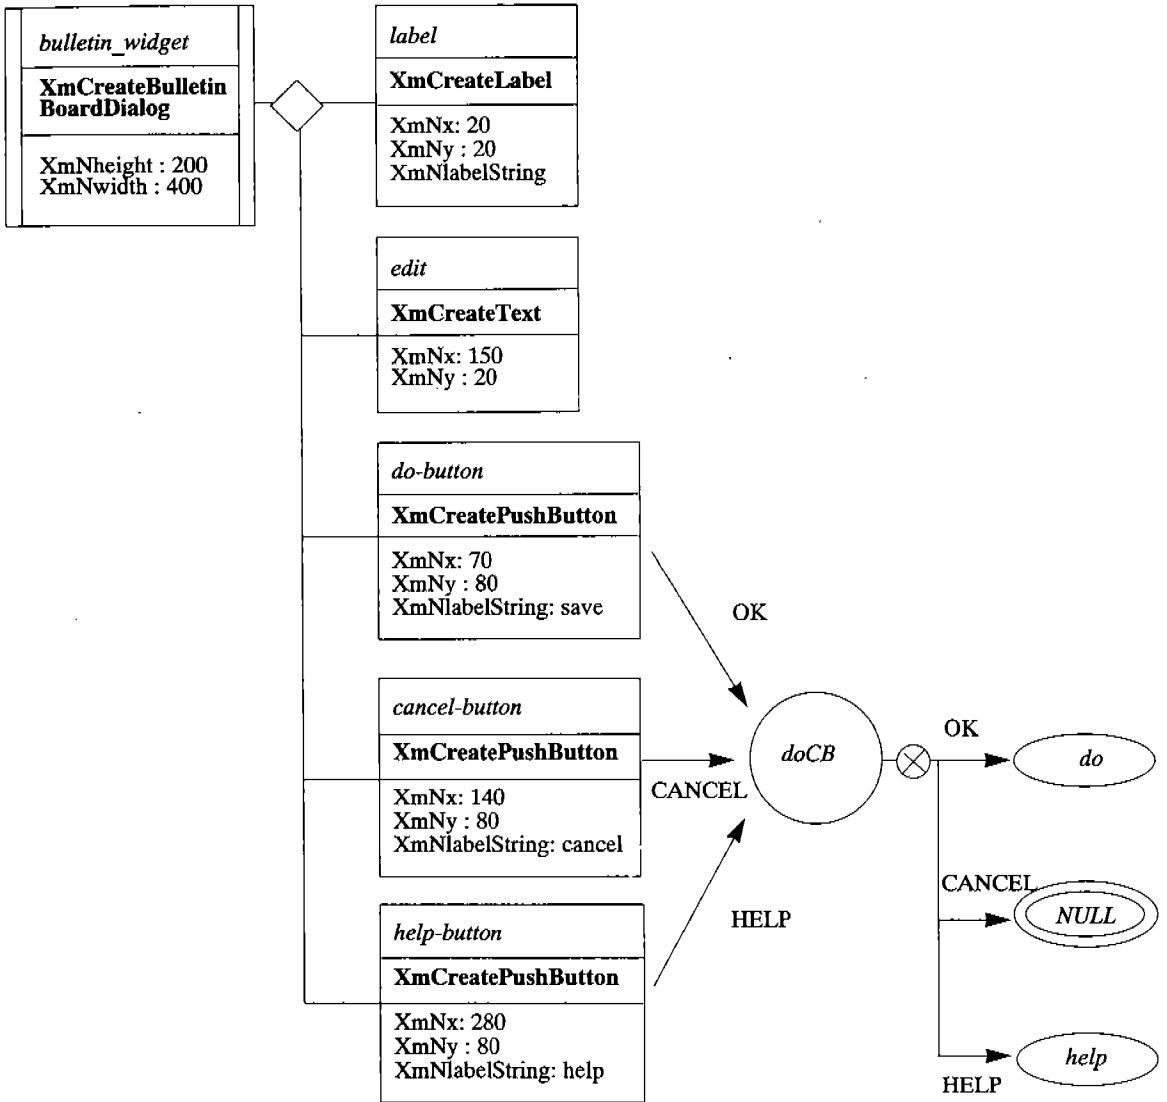 bulletin_widget
XmCreateBulletin
BoardDialog
XmNheight : 200
XmNwidth : 400
label
XmCreateLabel
XmNx: 20
XmNy : 20
XmNlabelString
edit
XmCreateText
XmNx: 150
XmNy : 20
do-button
XmCreatePushButton
XmNx: 70
XmNy : 80
XmNlabelString: save
OK
cancel-button
XmCreatePushButton
XmNx: 140
XmNy : 80
XmNlabelString: cancel
CANCEL
help-button
XmCreatePushButton
XmNx: 280
XmNy : 80
XmNlabelString: help
HELP
doCB
OK
do
CANCEL
NULL
HELP
help